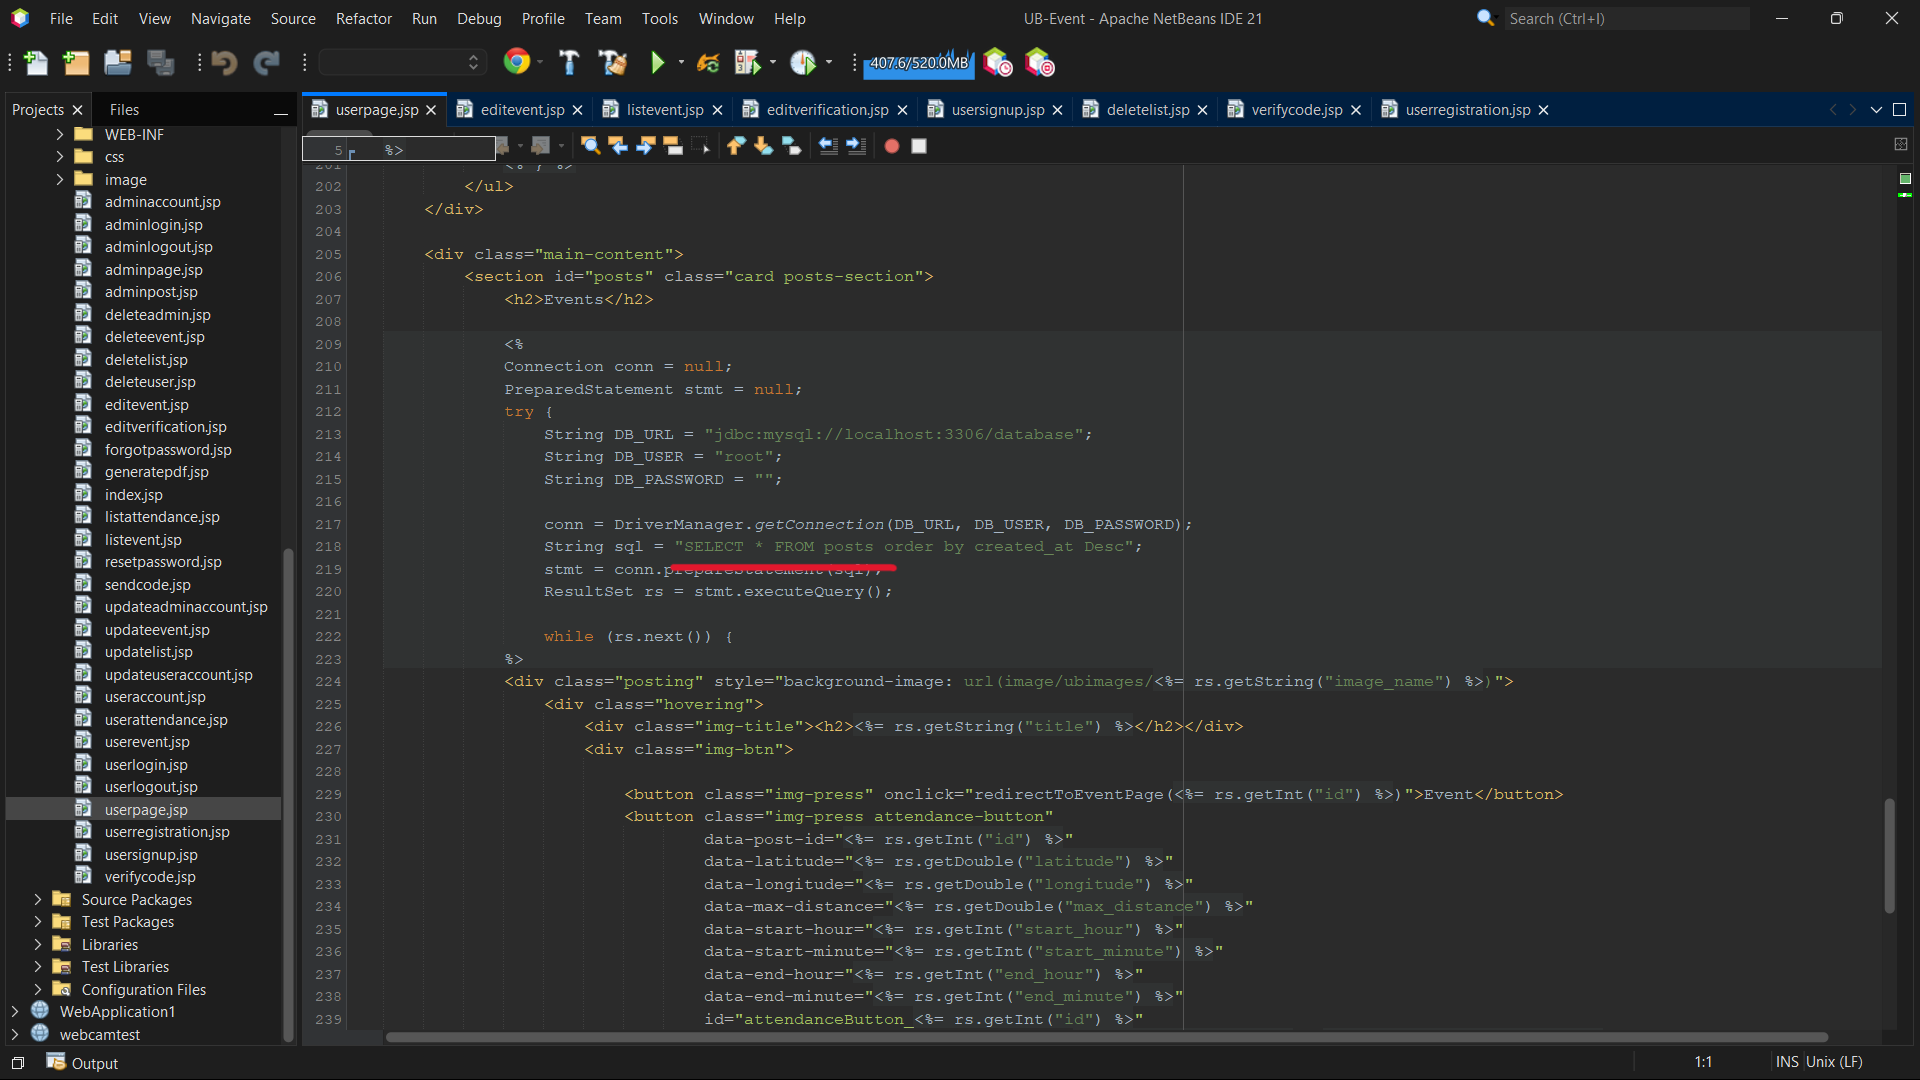 File Edit View Navigate Source Refactor Run Debug Profile Team Tools Window Help
UB-Event - Apache NetBeans IDE 21
Search (Ctrl+I)
407.6/520.0MB
Projects
Files
userpage.jsp
editevent.jsp
listevent.jsp
editverification.jsp
usersignup.jsp
deletelist.jsp
verifycode.jsp
userregistration.jsp
WEB-INF
css
image
adminaccount.jsp
adminlogin.jsp
adminlogout.jsp
adminpage.jsp
adminpost.jsp
deleteadmin.jsp
deleteevent.jsp
deletelist.jsp
deleteuser.jsp
editevent.jsp
editverification.jsp
forgotpassword.jsp
generatepdf.jsp
index.jsp
listattendance.jsp
listevent.jsp
resetpassword.jsp
sendcode.jsp
updateadminaccount.jsp
updateevent.jsp
updatelist.jsp
updateuseraccount.jsp
useraccount.jsp
userattendance.jsp
userevent.jsp
userlogin.jsp
userlogout.jsp
userpage.jsp
userregistration.jsp
usersignup.jsp
verifycode.jsp
Source Packages
Test Packages
Libraries
Test Libraries
Configuration Files
WebApplication1
webcamtest
5 %>
201 <% } %>
202 </ul>
203 </div>
204
205 <div class="main-content">
206 <section id="posts" class="card posts-section">
207 <h2>Events</h2>
208
209 <%
210 Connection conn = null;
211 PreparedStatement stmt = null;
212 try {
213 String DB_URL = "jdbc:mysql://localhost:3306/database";
214 String DB_USER = "root";
215 String DB_PASSWORD = "";
216
217 conn = DriverManager.getConnection(DB_URL, DB_USER, DB_PASSWORD);
218 String sql = "SELECT * FROM posts order by created_at Desc";
219 stmt = conn.prepareStatement(sql);
220 ResultSet rs = stmt.executeQuery();
221
222 while (rs.next()) {
223 %>
224 <div class="posting" style="background-image: url(image/ubimages/<%= rs.getString("image_name") %>)">
225 <div class="hovering">
226 <div class="img-title"><h2><%= rs.getString("title") %></h2></div>
227 <div class="img-btn">
228
229 <button class="img-press" onclick="redirectToEventPage(<%= rs.getInt("id") %>)">Event</button>
230 <button class="img-press attendance-button"
231 data-post-id="<%= rs.getInt("id") %>"
232 data-latitude="<%= rs.getDouble("latitude") %>"
233 data-longitude="<%= rs.getDouble("longitude") %>"
234 data-max-distance="<%= rs.getDouble("max_distance") %>"
235 data-start-hour="<%= rs.getInt("start_hour") %>"
236 data-start-minute="<%= rs.getInt("start_minute") %>"
237 data-end-hour="<%= rs.getInt("end_hour") %>"
238 data-end-minute="<%= rs.getInt("end_minute") %>"
239 id="attendanceButton_<%= rs.getInt("id") %>"
Output
1:1
INS
Unix (LF)